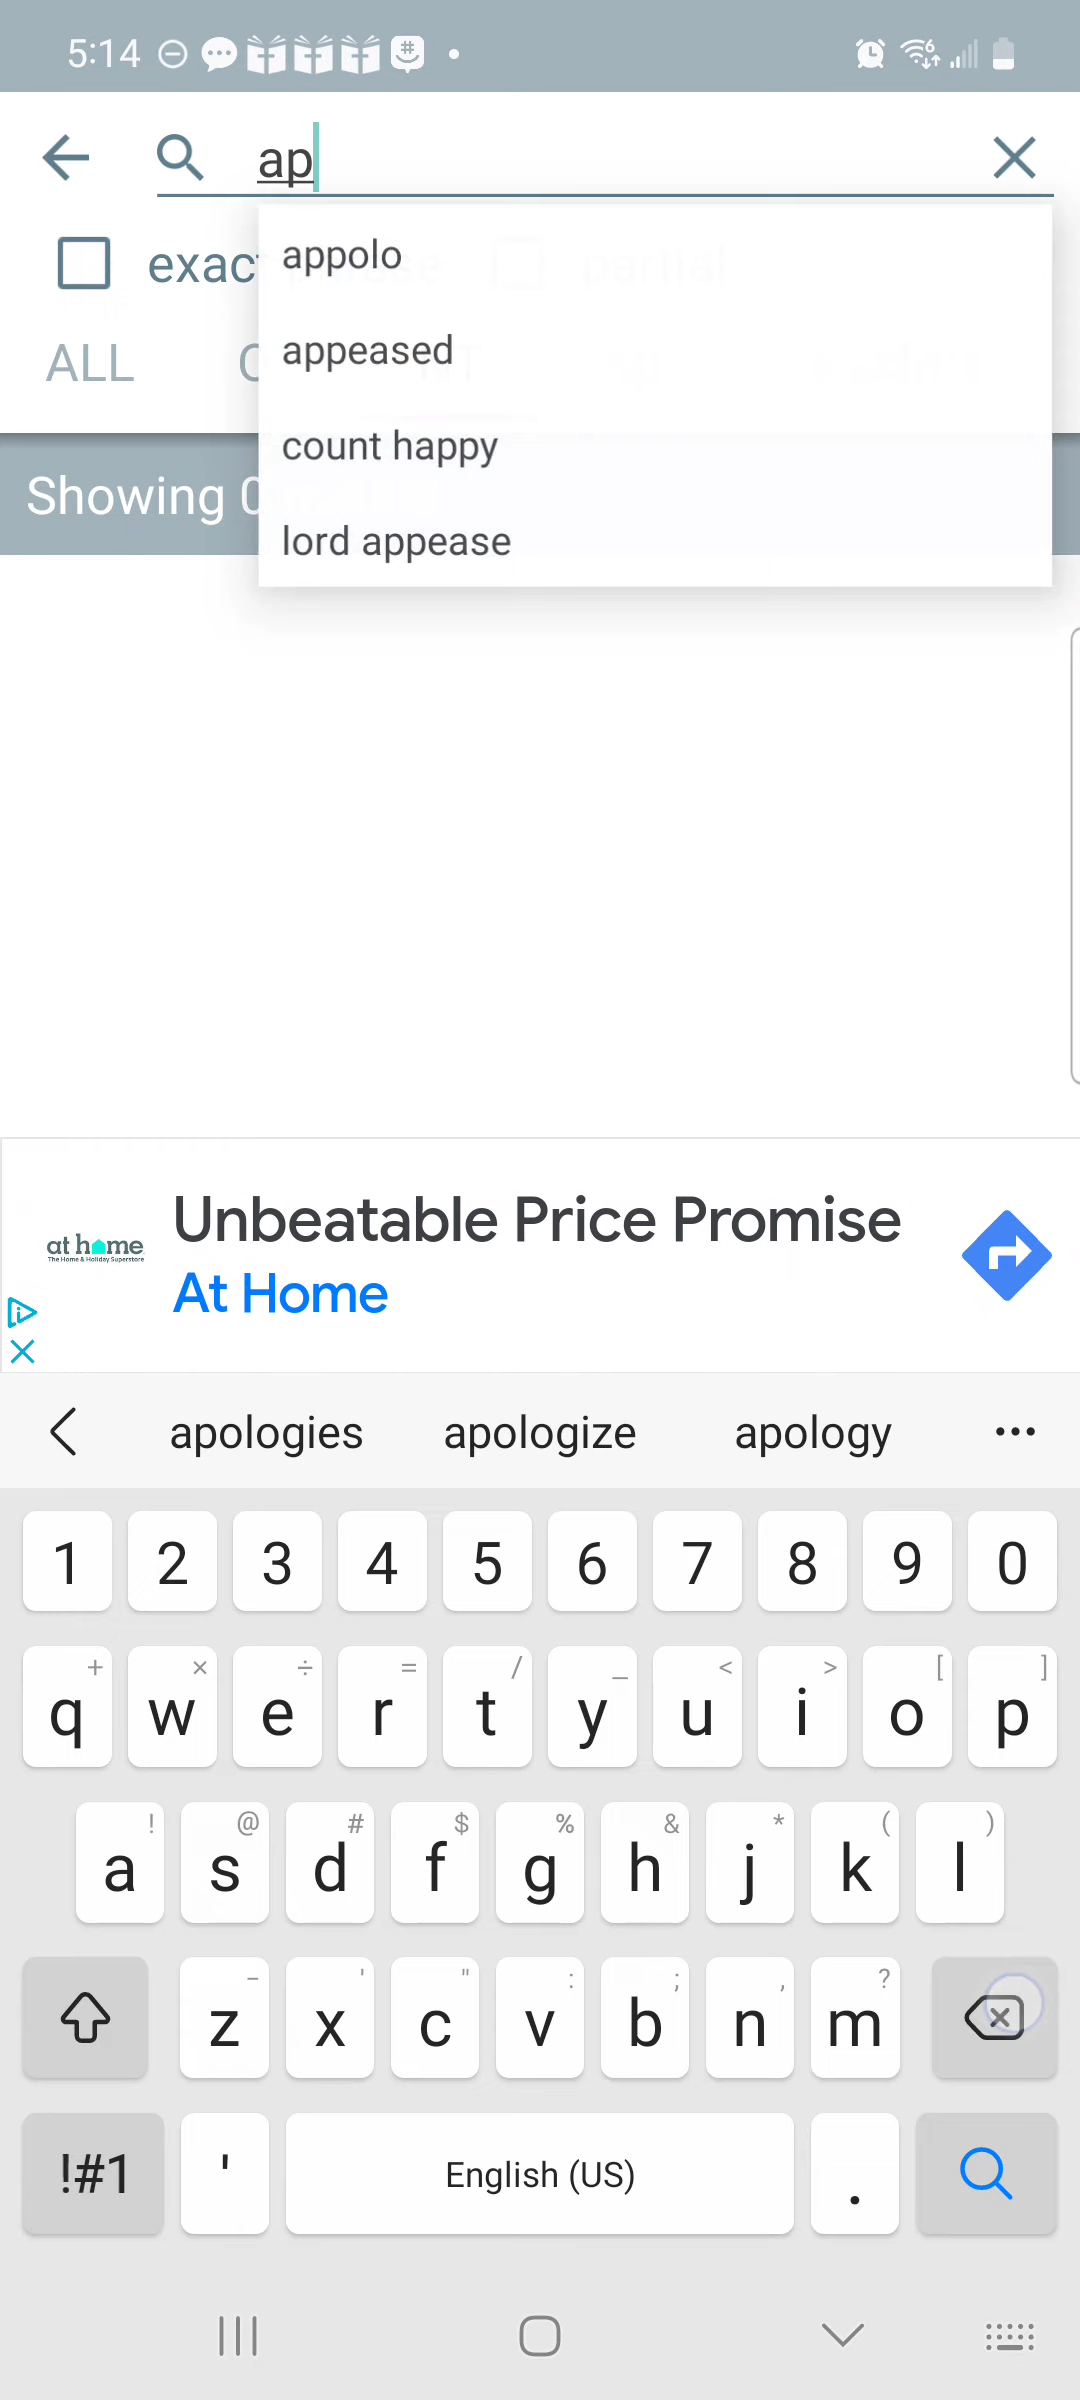 5:14
ap
exact
appolo
partial
appeased
ALL
count happy
Showing 0
lord appease
Unbeatable Price Promise
at home
The Home & Holiday Superstore
At Home
apologies apologize apology
1 2 3 4 5 6 7 8 9 0
+ × ÷ = / _ < > [ ]
q w e r t y u i o p
! @ # $ % & * ( )
a s d f g h j k l
- ' " : ; , ?
z x c v b n m
!#1 ' English (US) .